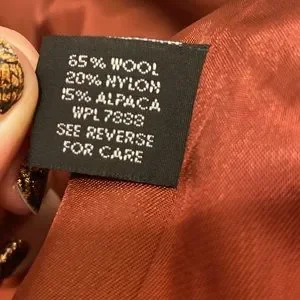 65% WOOL
20% NYLON
15% ALPACA
WPL 7888
SEE REVERSE
FOR CARE